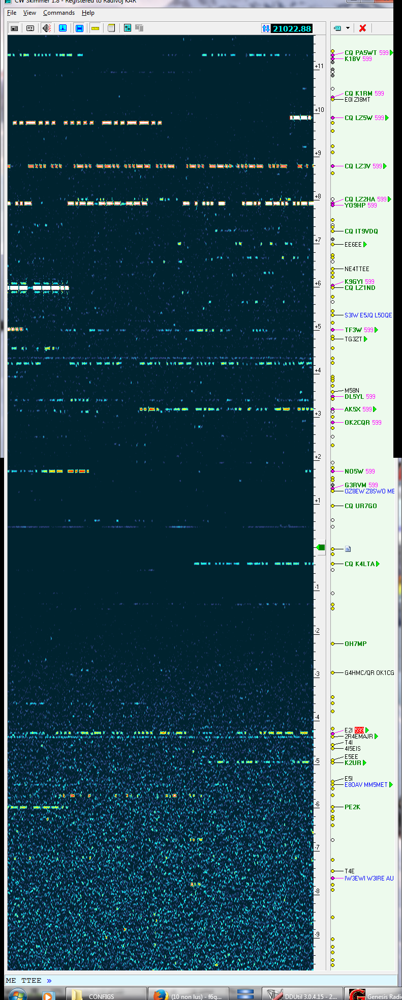 CW Skimmer 1.8 - Registered to Radivoj KAR
File View Commands Help
21022.88
+11
+10
+9
+8
+7
+6
+5
+4
+3
+2
+1
-1
-2
-3
-4
-5
-6
-7
-8
-9
CQ PA5WT 599
K1BV 599
CQ K1RM 599
E0I ZI8MT
CQ LZ5W 599
CQ LZ3V 599
CQ LZ2HA 599
YO9HP 599
CQ IT9VDQ
EE6EE
NE4TTEE
K9GYI 599
CQ LZ1ND
S3IW E5JQ L5OQE
TF3W 599
TG3ZT
M58N
DL5YL 599
AK5X 599
OK2CQR 599
NO5W 599
G3RVM 599
OZ8EW Z8SWO ME
CQ UR7GO
CQ K4LTA
OH7MP
G4HMC/QR OK1CG
E2I 599
2R4EMAJR
T4I
4I5EIS
E5EE
K2UR
E5I
E8OAV MM5MET
PE2K
T4E
IW3EWI W3IRE AU
ME TTEE »
CONFIGS
(10 non lus) - f6g...
DDUtil 3.0.4.15 - 2...
Genesis Radi